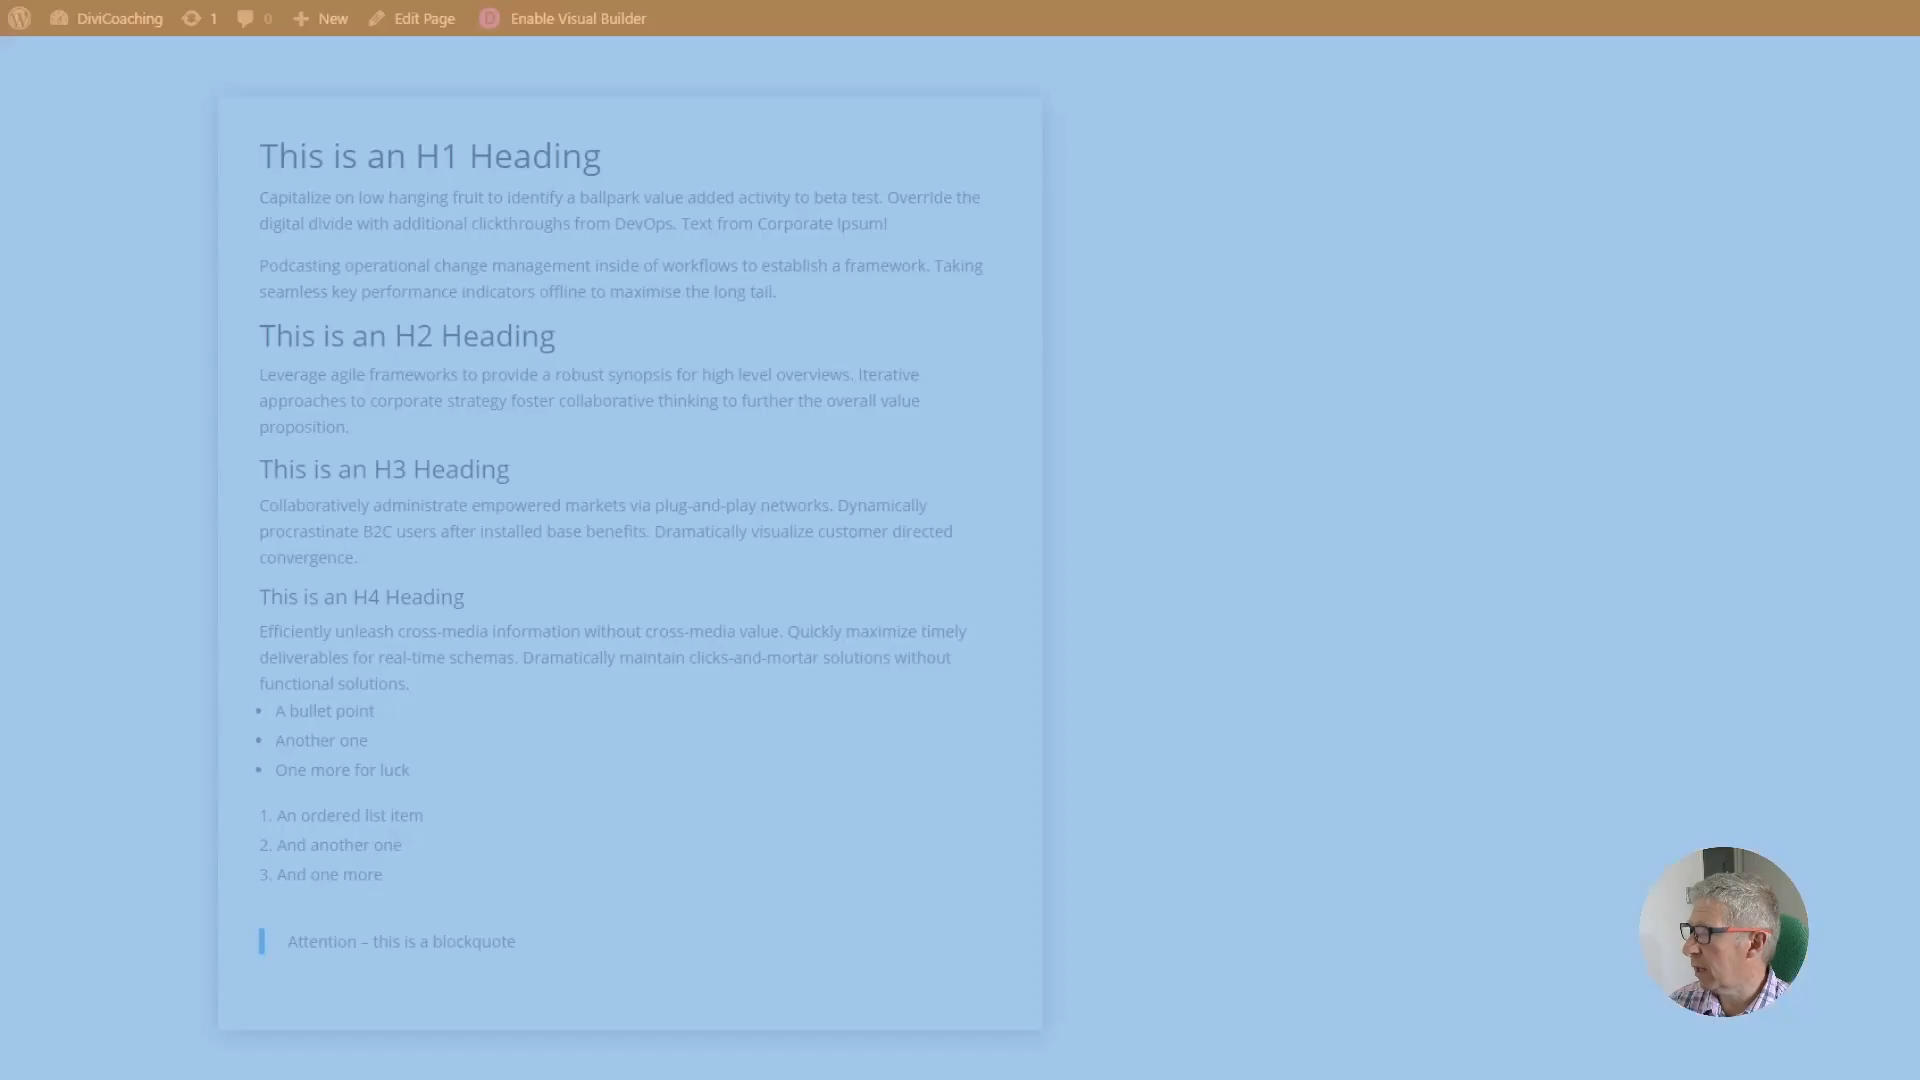 DiviCoaching 1 0 New Edit Page D Enable Visual Builder
This is an H1 Heading
Capitalize on low hanging fruit to identify a ballpark value added activity to beta test. Override the
digital divide with additional clickthroughs from DevOps. Text from Corporate Ipsum!
Podcasting operational change management inside of workflows to establish a framework. Taking
seamless key performance indicators offline to maximise the long tail.
This is an H2 Heading
Leverage agile frameworks to provide a robust synopsis for high level overviews. Iterative
approaches to corporate strategy foster collaborative thinking to further the overall value
proposition.
This is an H3 Heading
Collaboratively administrate empowered markets via plug-and-play networks. Dynamically
procrastinate B2C users after installed base benefits. Dramatically visualize customer directed
convergence.
This is an H4 Heading
Efficiently unleash cross-media information without cross-media value. Quickly maximize timely
deliverables for real-time schemas. Dramatically maintain clicks-and-mortar solutions without
functional solutions.
• A bullet point
• Another one
• One more for luck
1. An ordered list item
2. And another one
3. And one more
Attention – this is a blockquote